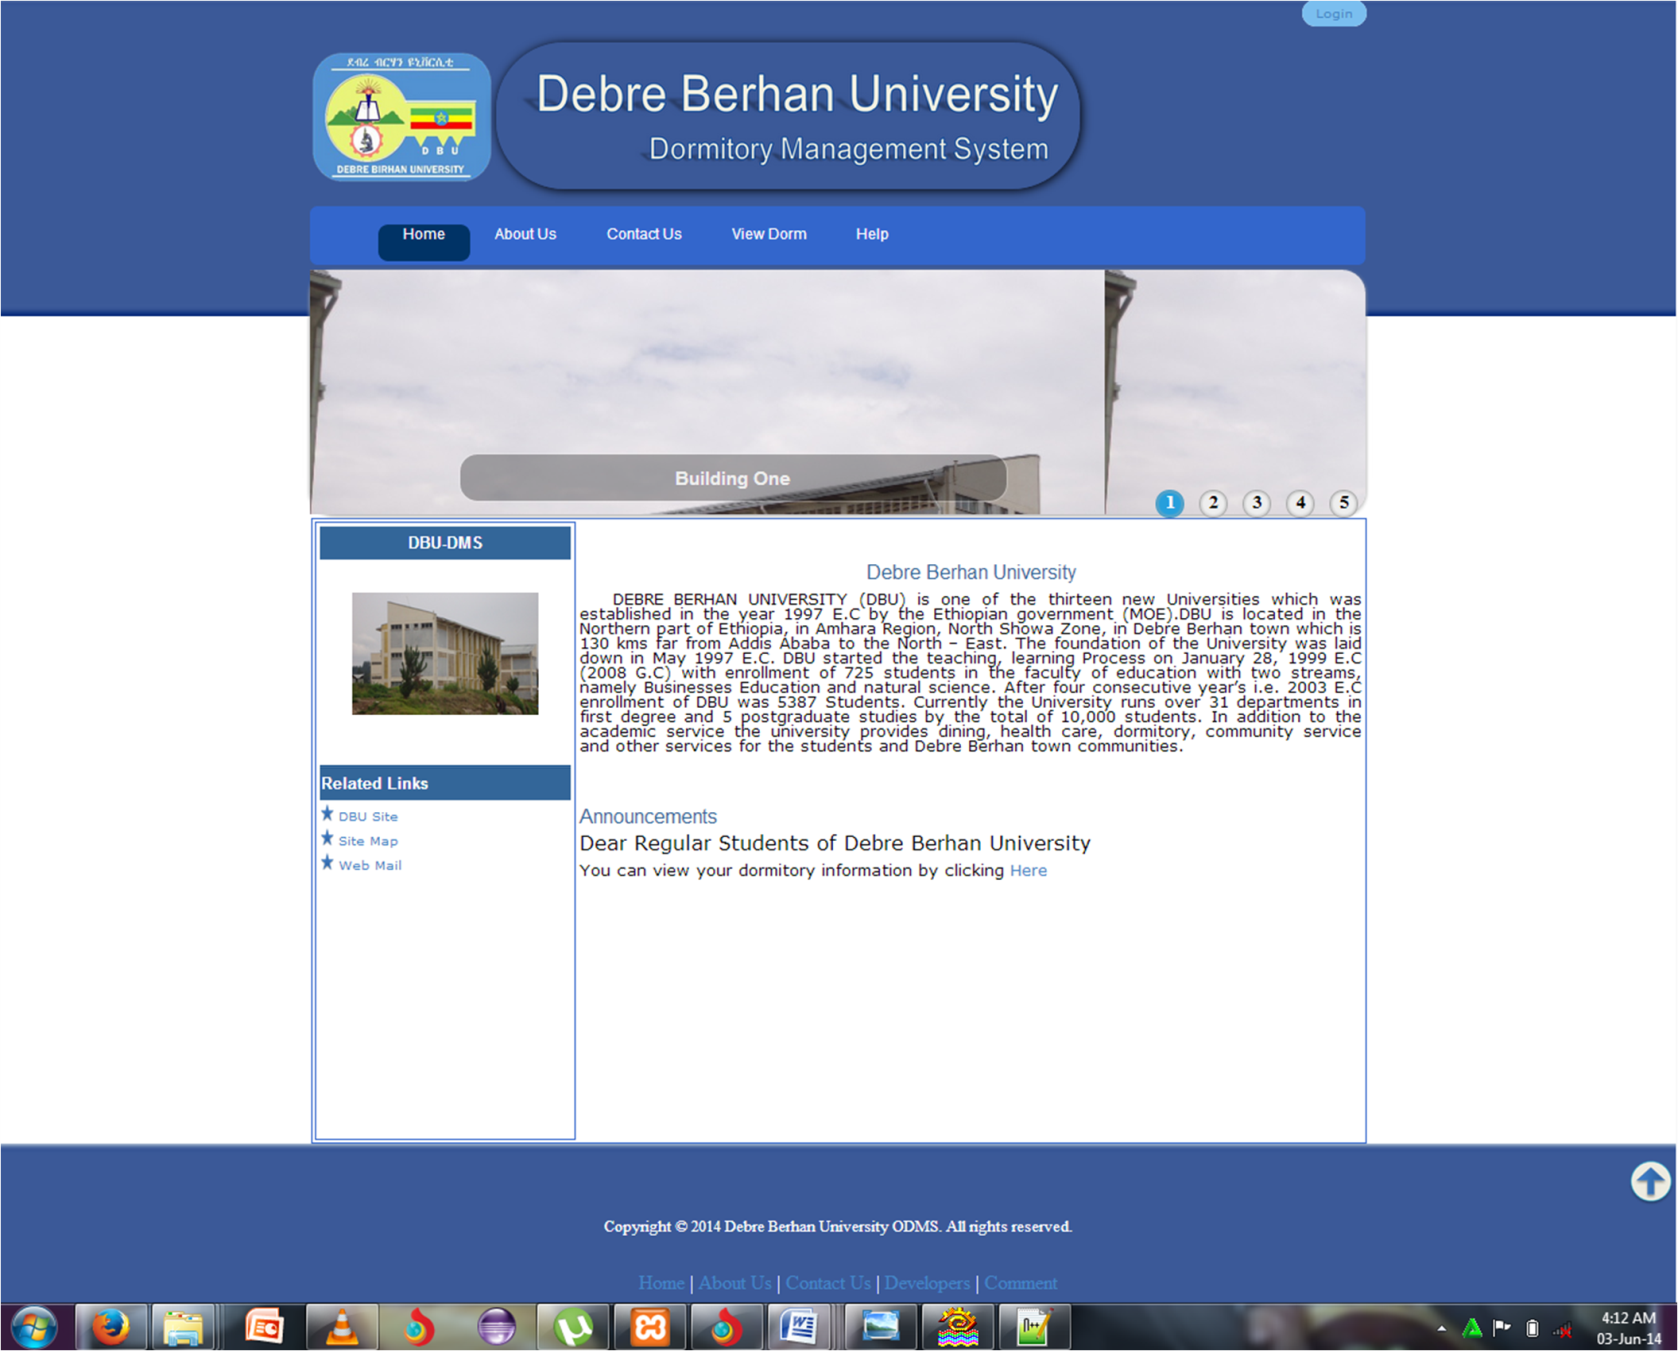 Login
ደብረ ብርሃን ዩኒቨርሲቲ
D B U
DEBRE BIRHAN UNIVERSITY
Debre Berhan University
Dormitory Management System
Home About Us Contact Us View Dorm Help
Building One
1 2 3 4 5
DBU-DMS
Related Links
DBU Site
Site Map
Web Mail
Debre Berhan University
DEBRE BERHAN UNIVERSITY (DBU) is one of the thirteen new Universities which was
established in the year 1997 E.C by the Ethiopian government (MOE).DBU is located in the
Northern part of Ethiopia, in Amhara Region, North Showa Zone, in Debre Berhan town which is
130 kms far from Addis Ababa to the North – East. The foundation of the University was laid
down in May 1997 E.C. DBU started the teaching, learning Process on January 28, 1999 E.C
(2008 G.C) with enrollment of 725 students in the faculty of education with two streams,
namely Businesses Education and natural science. After four consecutive year's i.e. 2003 E.C
enrollment of DBU was 5387 Students. Currently the University runs over 31 departments in
first degree and 5 postgraduate studies by the total of 10,000 students. In addition to the
academic service the university provides dining, health care, dormitory, community service
and other services for the students and Debre Berhan town communities.
Announcements
Dear Regular Students of Debre Berhan University
You can view your dormitory information by clicking Here
Copyright © 2014 Debre Berhan University ODMS. All rights reserved.
Home | About Us | Contact Us | Developers | Comment
4:12 AM
03-Jun-14